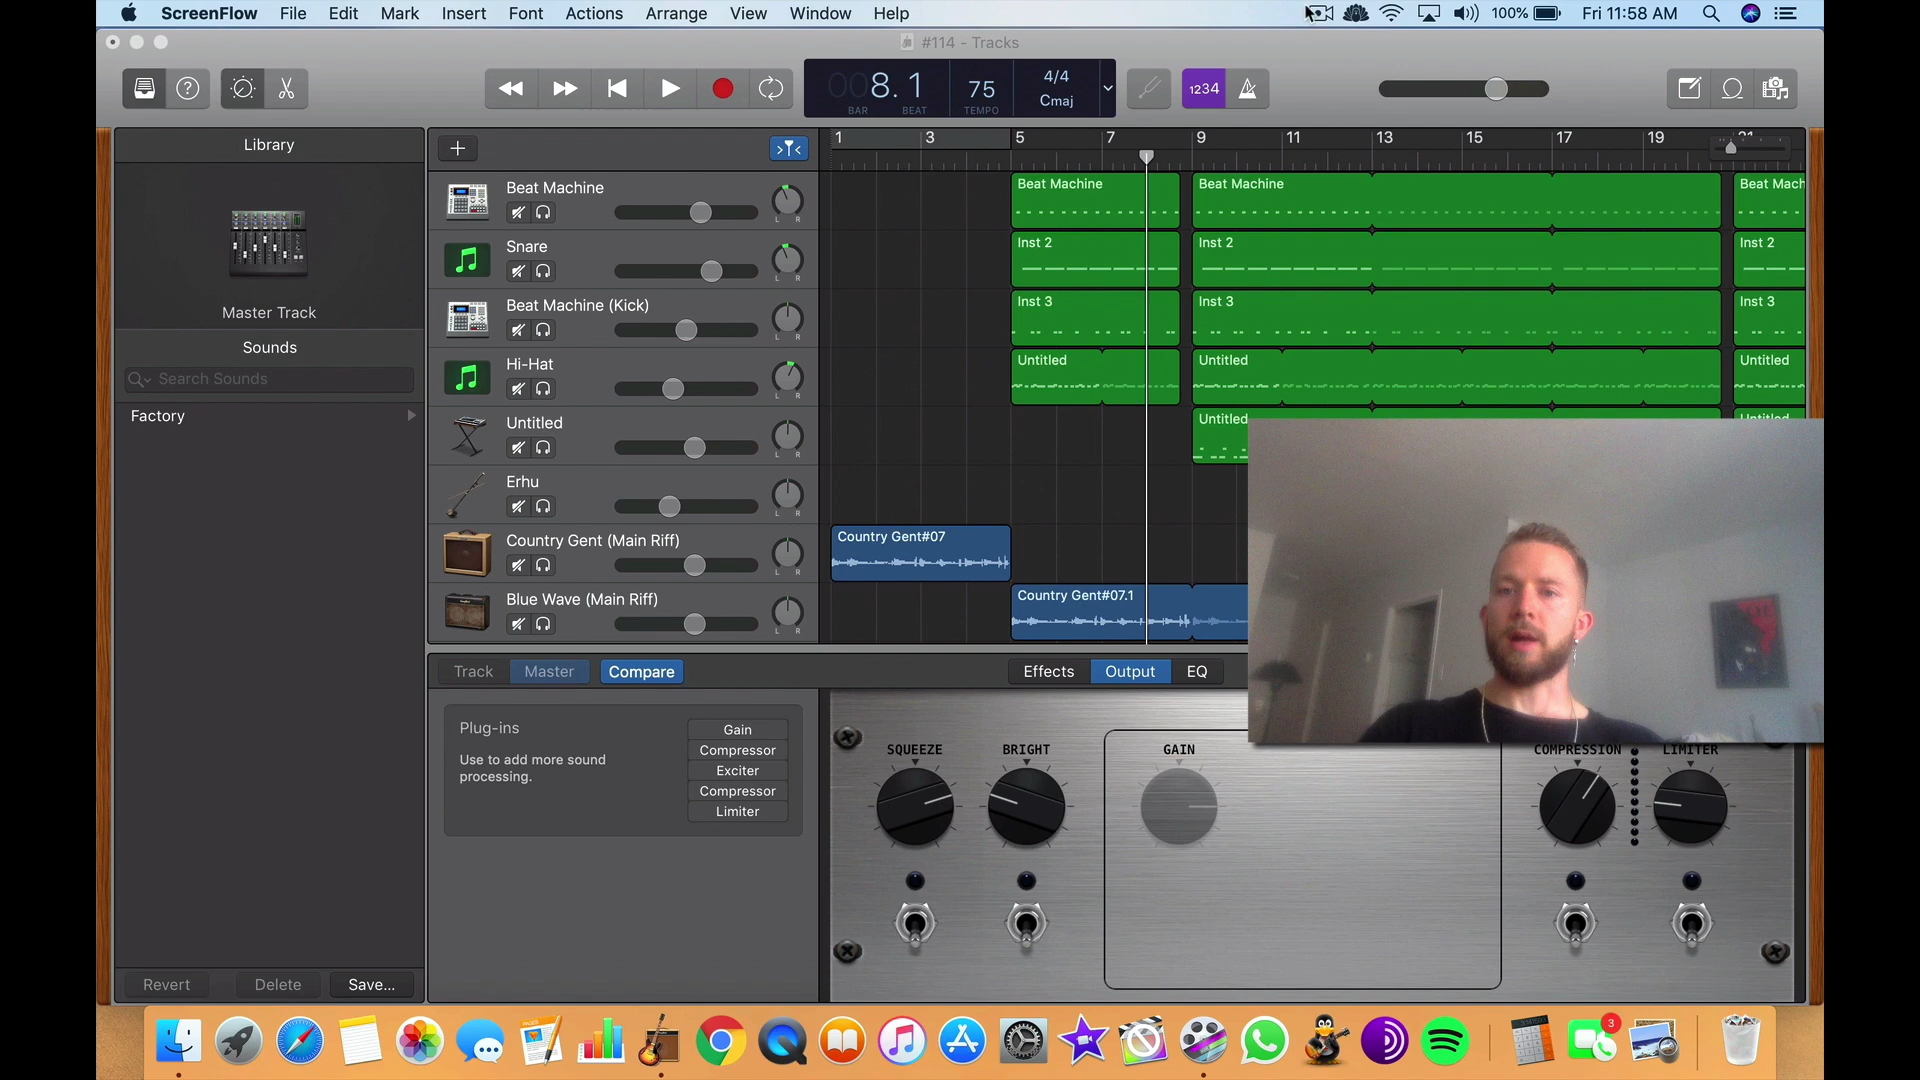 ScreenFlow File Edit Mark Insert Font Actions Arrange View Window Help 100% Fri 11:58 AM
#114 - Tracks
008.1 75 4/4 Cmaj 1234
BAR BEAT TEMPO
Library
1 3 5 7 9 11 13 15 17 19 21
Beat Machine
L R
Beat Machine Beat Machine Beat Mach
Snare
L R
Inst 2 Inst 2 Inst 2
Master Track
Beat Machine (Kick)
L R
Inst 3 Inst 3 Inst 3
Sounds
Search Sounds
Hi-Hat
L R
Untitled Untitled Untitled
Factory
Untitled
L R
Untitled Untitled
Erhu
L R
Country Gent (Main Riff)
L R
Country Gent#07
Blue Wave (Main Riff)
L R
Country Gent#07.1
Track Master Compare Effects Output EQ
Plug-ins
Use to add more sound
processing.
Gain
Compressor
Exciter
Compressor
Limiter
SQUEEZE BRIGHT GAIN COMPRESSION LIMITER
Revert Delete Save...
3